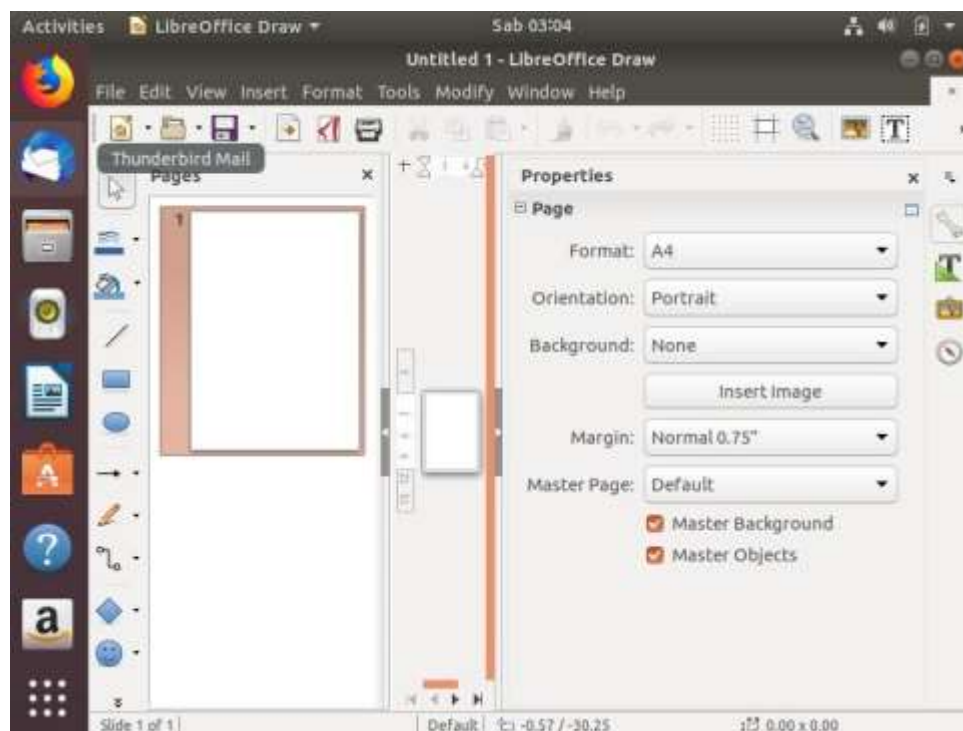 Activities LibreOffice Draw Sab 03:04
Untitled 1 - LibreOffice Draw
File Edit View Insert Format Tools Modify Window Help
Thunderbird Mail
Pages
Properties
Page
1
Format: A4
Orientation: Portrait
Background: None
Insert Image
Margin: Normal 0.75"
Master Page: Default
Master Background
Master Objects
Slide 1 of 1 Default -0.57 / -30.25 0.00 x 0.00